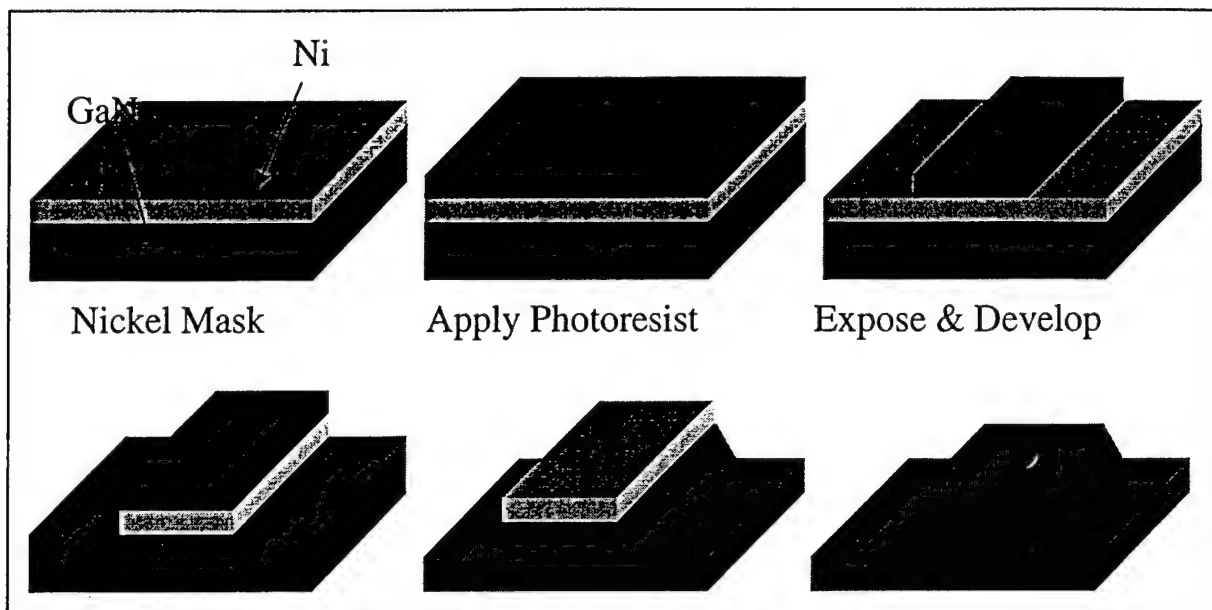 Ni
GaN
Nickel Mask
Apply Photoresist
Expose & Develop